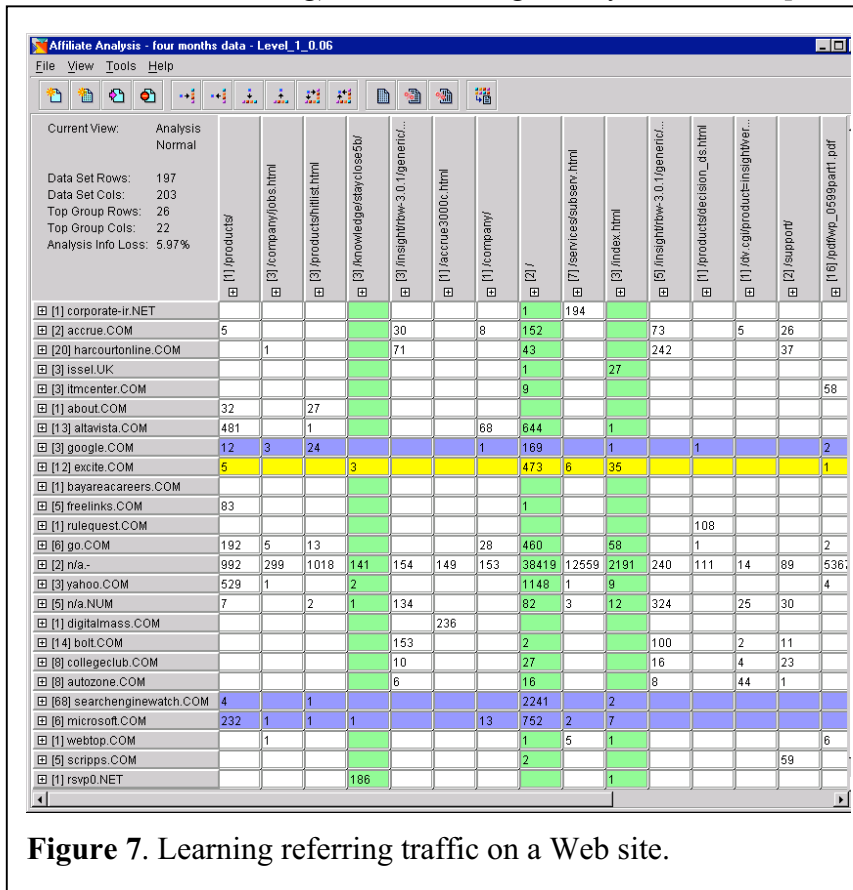 Affiliate Analysis - four months data - Level_1_0.06
File View Tools Help
Current View: Analysis
Normal
Data Set Rows: 197
Data Set Cols: 203
Top Group Rows: 26
Top Group Cols: 22
Analysis Info Loss: 5.97%
[1] /products/
[3] /company/jobs.html
[3] /products/hitlist.html
[3] /knowledge/stayclose5b/
[3] /insight/rbw-3.0.1/generic/...
[1] /accrue3000c.html
[1] /company/
[2] /
[7] /services/subserv.html
[3] /index.html
[5] /insight/rbw-3.0.1/generic/...
[1] /products/decision_ds.html
[1] /dv.cgi/product=insight/ver...
[2] /support/
[16] /pdf/wp_0599part1.pdf
[1] corporate-ir.NET 1 194
[2] accrue.COM 5 30 8 152 73 5 26
[20] harcourtonline.COM 1 71 43 242 37
[3] issel.UK 1 27
[3] itmcenter.COM 9 58
[1] about.COM 32 27
[13] altavista.COM 481 1 68 644 1
[3] google.COM 12 3 24 1 169 1 1 2
[12] excite.COM 5 3 473 6 35 1
[1] bayareacareers.COM
[5] freelinks.COM 83 1
[1] rulequest.COM 108
[6] go.COM 192 5 13 28 460 58 1 2
[2] n/a.- 992 299 1018 141 154 149 153 38419 12559 2191 240 111 14 89 5367
[3] yahoo.COM 529 1 2 1148 1 9 4
[5] n/a.NUM 7 2 1 134 82 3 12 324 25 30
[1] digitalmass.COM 236
[14] bolt.COM 153 2 100 2 11
[8] collegeclub.COM 10 27 16 4 23
[8] autozone.COM 6 16 8 44 1
[68] searchenginewatch.COM 4 1 2241 2
[6] microsoft.COM 232 1 1 1 13 752 2 7
[1] webtop.COM 1 1 5 1 6
[5] scripps.COM 2 59
[1] rsvp0.NET 186 1
Figure 7. Learning referring traffic on a Web site.